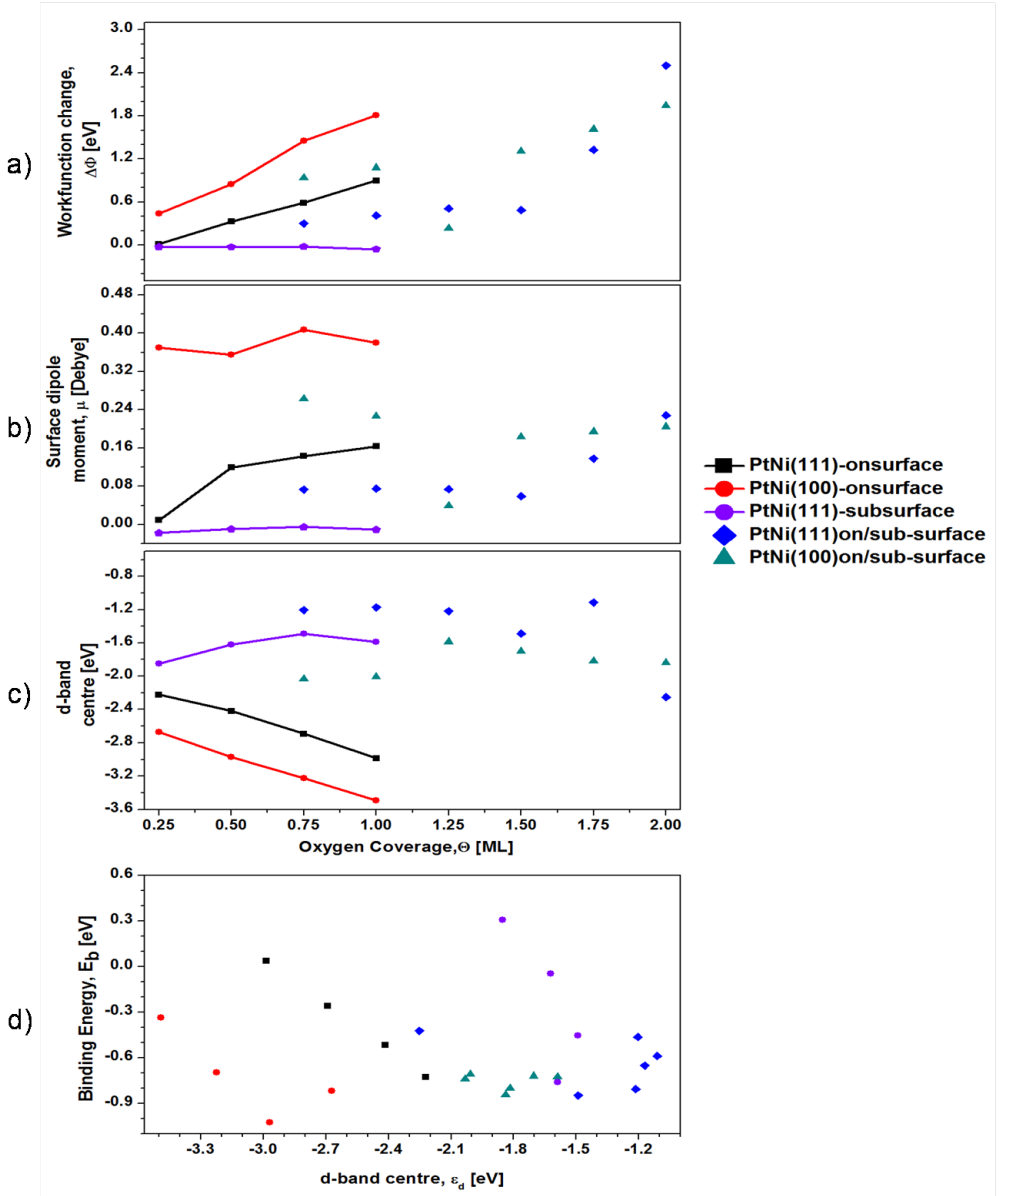 a)
Workfunction change,
ΔΦ [eV]
3.0
2.4
1.8
1.2
0.6
0.0
b)
Surface dipole
moment, μ [Debye]
0.48
0.40
0.32
0.24
0.16
0.08
0.00
PtNi(111)-onsurface
PtNi(100)-onsurface
PtNi(111)-subsurface
PtNi(111)on/sub-surface
PtNi(100)on/sub-surface
c)
d-band
centre [eV]
-0.8
-1.2
-1.6
-2.0
-2.4
-2.8
-3.2
-3.6
0.25 0.50 0.75 1.00 1.25 1.50 1.75 2.00
Oxygen Coverage,Θ [ML]
d)
Binding Energy, E_b [eV]
0.6
0.3
0.0
-0.3
-0.6
-0.9
-3.3 -3.0 -2.7 -2.4 -2.1 -1.8 -1.5 -1.2
d-band centre, ε_d [eV]